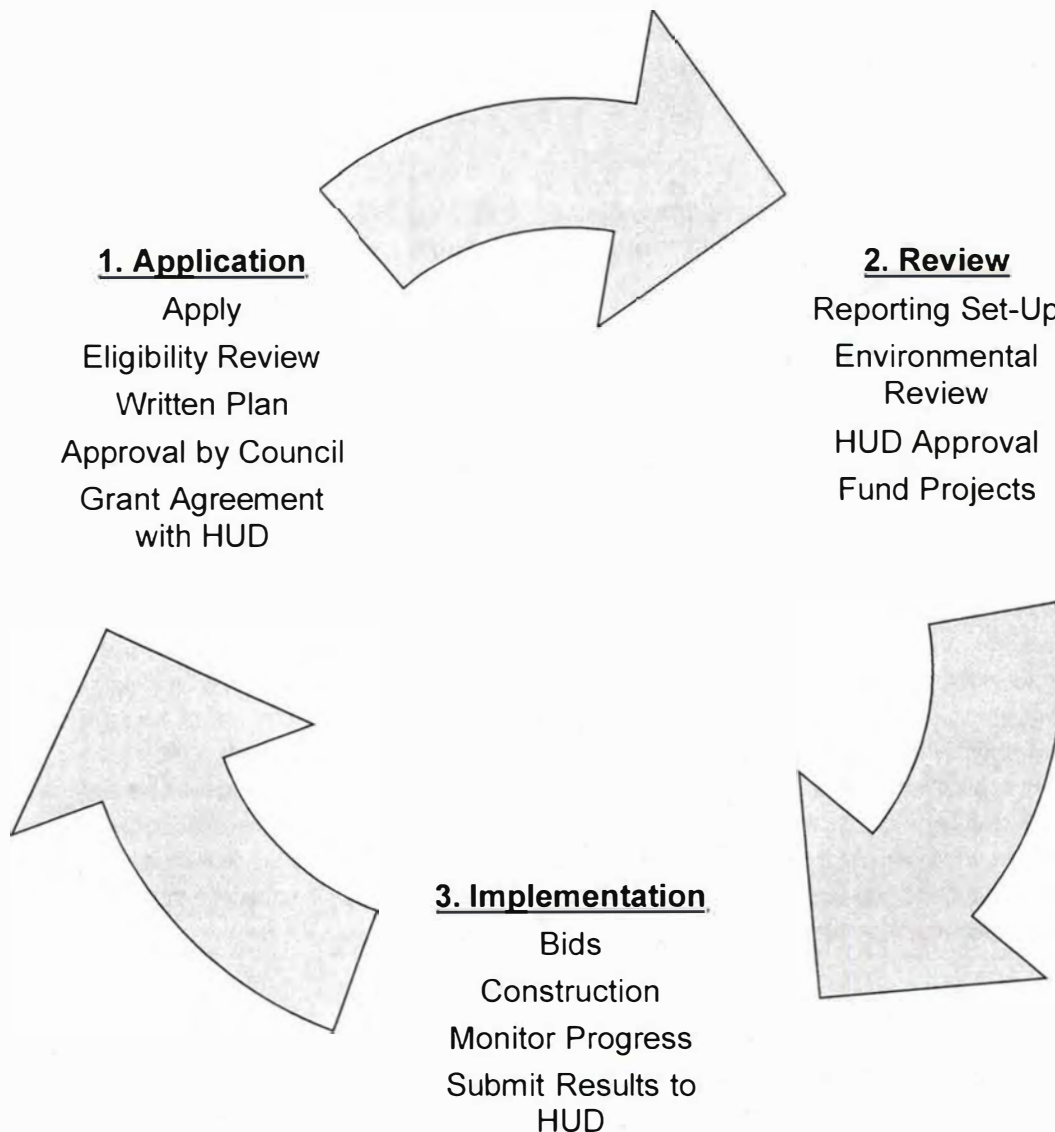 1. Application
Apply
Eligibility Review
Written Plan
Approval by Council
Grant Agreement
with HUD
2. Review
Reporting Set-Up
Environmental
Review
HUD Approval
Fund Projects
3. Implementation
Bids
Construction
Monitor Progress
Submit Results to
HUD